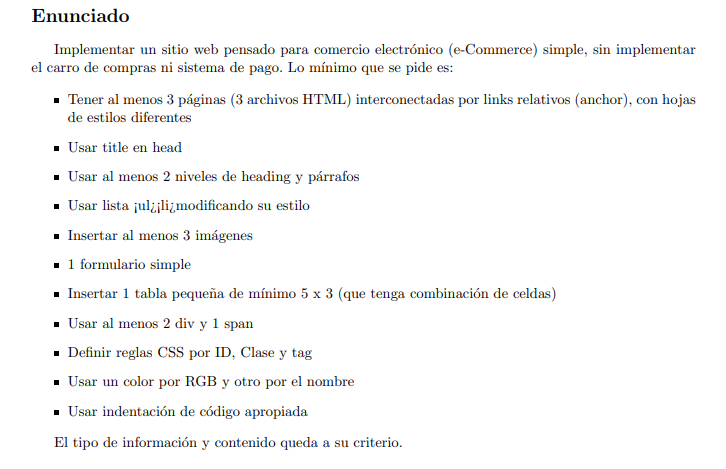 Enunciado
Implementar un sitio web pensado para comercio electrónico (e-Commerce) simple, sin implementar
el carro de compras ni sistema de pago. Lo mínimo que se pide es:
▪ Tener al menos 3 páginas (3 archivos HTML) interconectadas por links relativos (anchor), con hojas
de estilos diferentes
▪ Usar title en head
▪ Usar al menos 2 niveles de heading y párrafos
▪ Usar lista ¡ul¿¡li¿modificando su estilo
▪ Insertar al menos 3 imágenes
▪ 1 formulario simple
▪ Insertar 1 tabla pequeña de mínimo 5 x 3 (que tenga combinación de celdas)
▪ Usar al menos 2 div y 1 span
▪ Definir reglas CSS por ID, Clase y tag
▪ Usar un color por RGB y otro por el nombre
▪ Usar indentación de código apropiada
El tipo de información y contenido queda a su criterio.